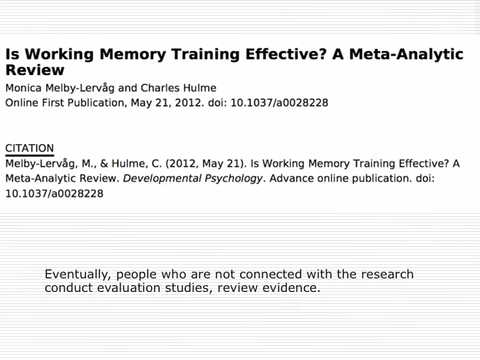 Is Working Memory Training Effective? A Meta-Analytic
Review
Monica Melby-Lervåg and Charles Hulme
Online First Publication, May 21, 2012. doi: 10.1037/a0028228
CITATION
Melby-Lervåg, M., & Hulme, C. (2012, May 21). Is Working Memory Training Effective? A
Meta-Analytic Review. Developmental Psychology. Advance online publication. doi:
10.1037/a0028228
Eventually, people who are not connected with the research
conduct evaluation studies, review evidence.